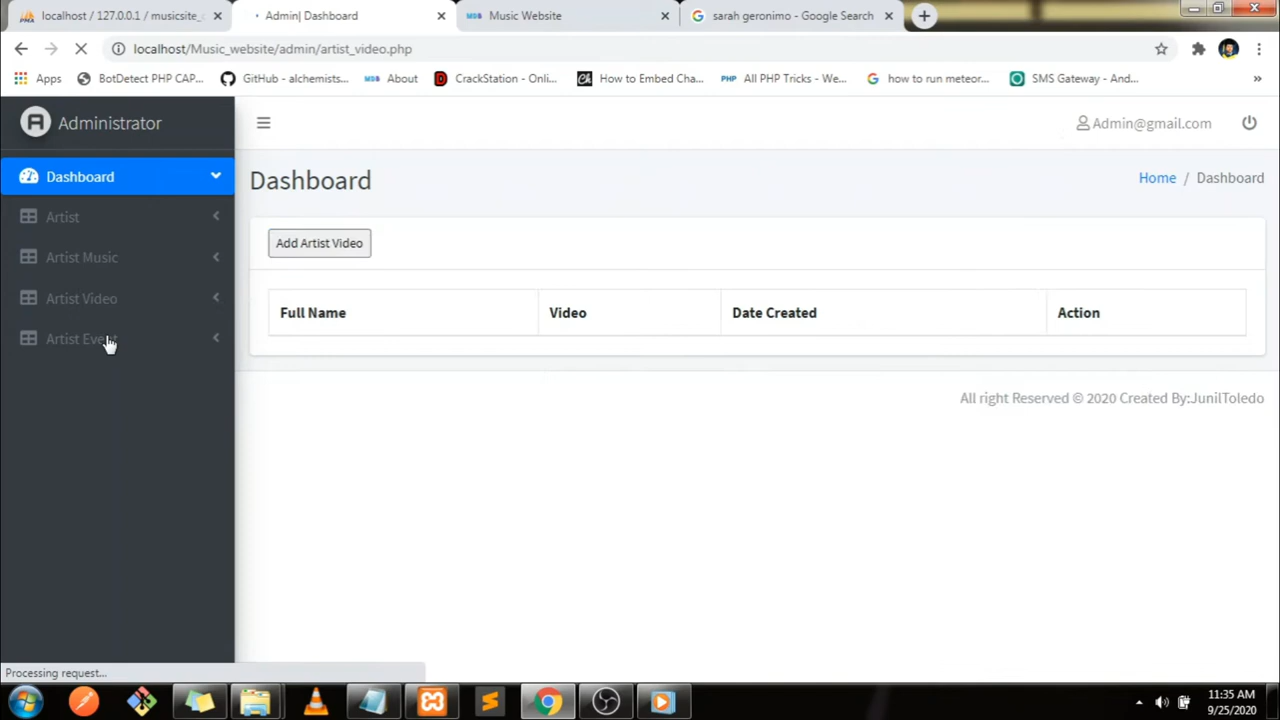 localhost / 127.0.0.1 / musicsite_
Admin| Dashboard
Music Website
sarah geronimo - Google Search
localhost/Music_website/admin/artist_video.php
Apps
BotDetect PHP CAP...
GitHub - alchemists...
About
CrackStation - Onli...
How to Embed Cha...
All PHP Tricks - We...
how to run meteor...
SMS Gateway - And...
»
Administrator
Admin@gmail.com
Dashboard
Artist
Artist Music
Artist Video
Artist Event
Dashboard
Home / Dashboard
Add Artist Video
Full Name
Video
Date Created
Action
All right Reserved © 2020 Created By:JunilToledo
Processing request...
11:35 AM
9/25/2020